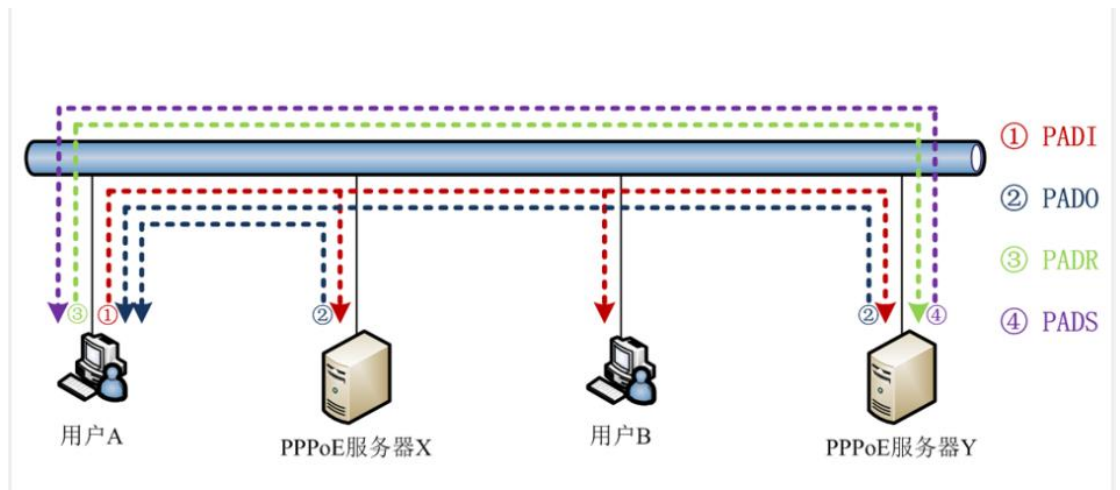 ① PADI
② PADO
③ PADR
④ PADS
③ ① ② ② ④
用户A
PPPoE服务器X
用户B
PPPoE服务器Y